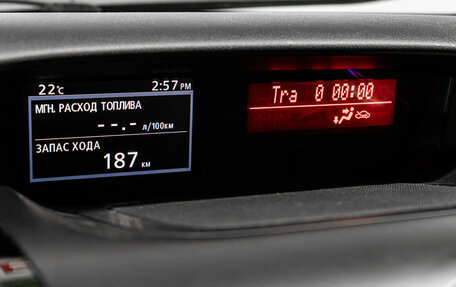 22°C 2:57 PM
МГН. РАСХОД ТОПЛИВА
--.- л/100км
ЗАПАС ХОДА
187 км
Tra 0 00:00